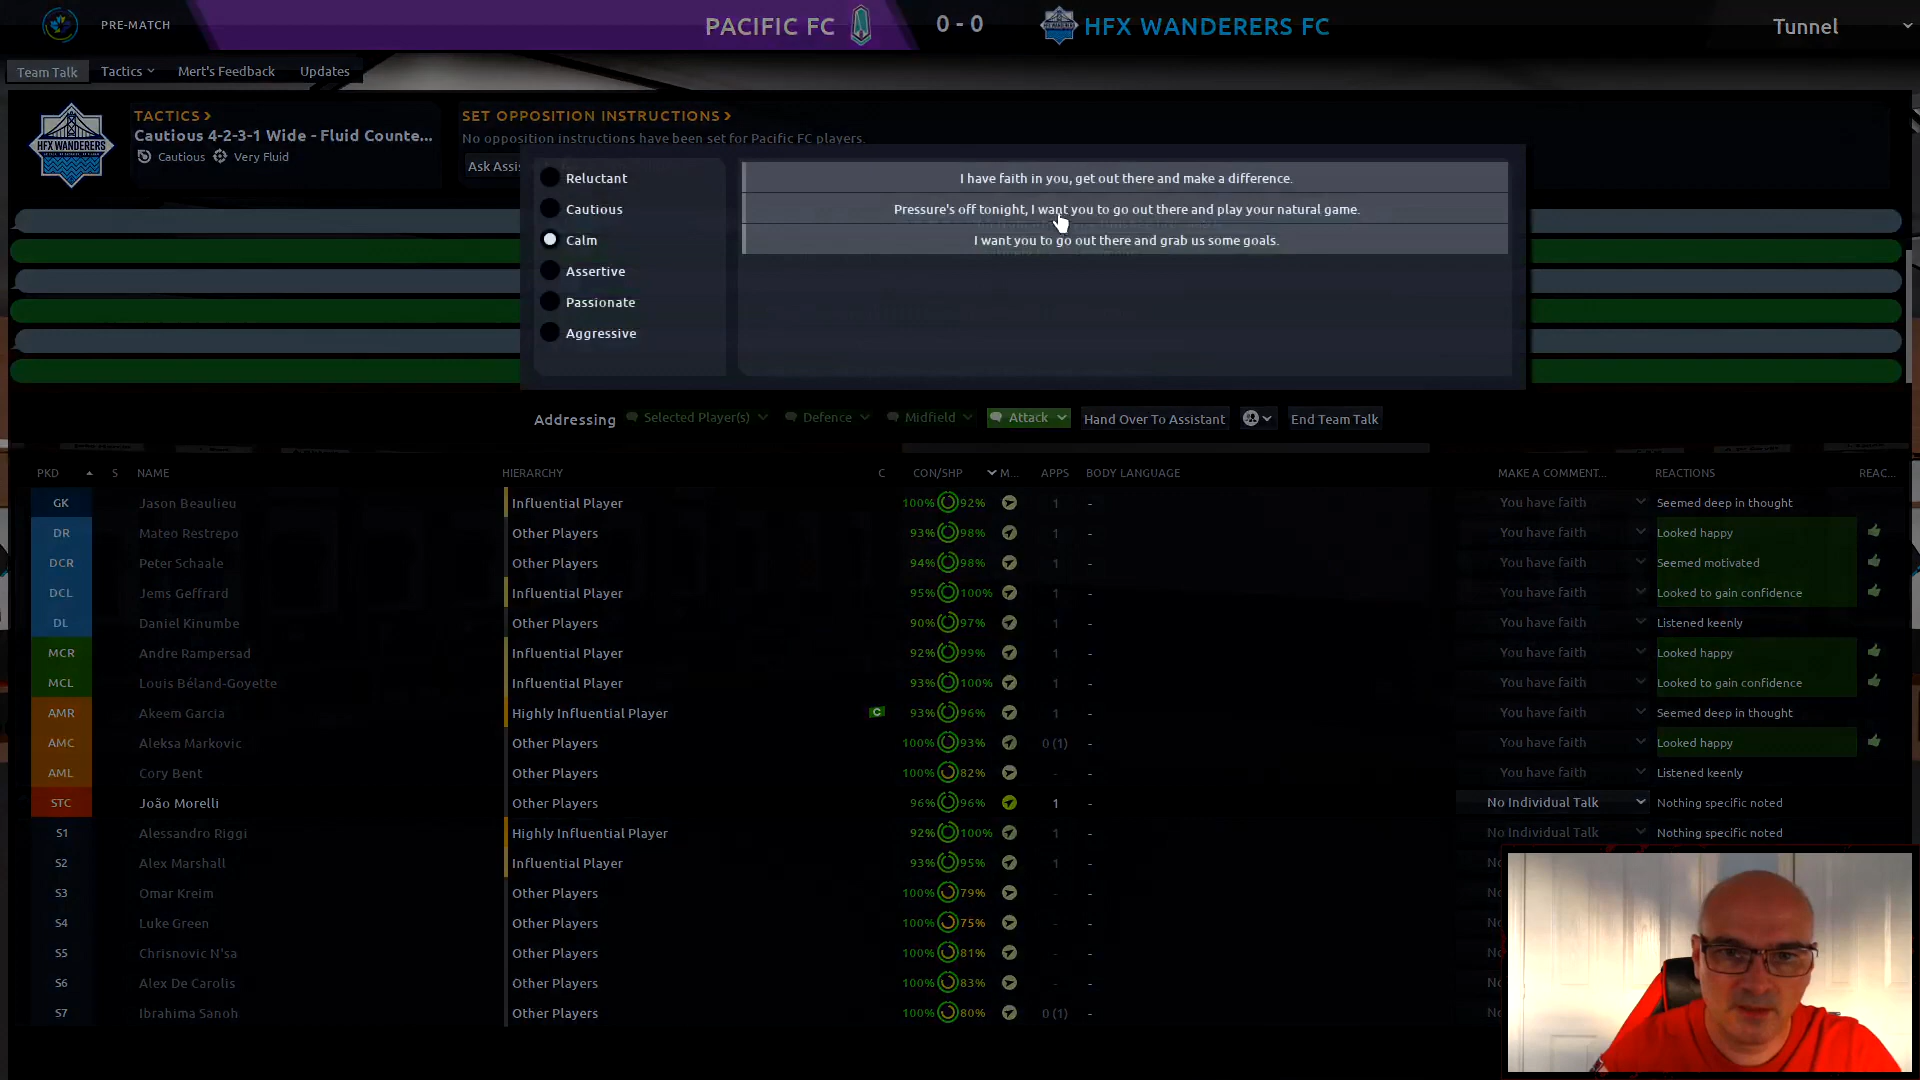 PRE-MATCH
PACIFIC FC
0 - 0
HFX WANDERERS FC
Tunnel
Team Talk
Tactics
Mert's Feedback
Updates
HFX WANDERERS
TACTICS >
Cautious 4-2-3-1 Wide - Fluid Counte...
Cautious
Very Fluid
SET OPPOSITION INSTRUCTIONS >
No opposition instructions have been set for Pacific FC players.
Ask Assis
Reluctant
Cautious
Calm
Assertive
Passionate
Aggressive
I have faith in you, get out there and make a difference.
Pressure's off tonight, I want you to go out there and play your natural game.
I want you to go out there and grab us some goals.
Addressing
Selected Player(s)
Defence
Midfield
Attack
Hand Over To Assistant
End Team Talk
PKD S NAME HIERARCHY C CON/SHP M... APPS BODY LANGUAGE MAKE A COMMENT... REACTIONS REAC...
GK Jason Beaulieu Influential Player 100% 92% 1 - You have faith Seemed deep in thought
DR Mateo Restrepo Other Players 93% 98% 1 - You have faith Looked happy
DCR Peter Schaale Other Players 94% 98% 1 - You have faith Seemed motivated
DCL Jems Geffrard Influential Player 95% 100% 1 - You have faith Looked to gain confidence
DL Daniel Kinumbe Other Players 90% 97% 1 - You have faith Listened keenly
MCR Andre Rampersad Influential Player 92% 99% 1 - You have faith Looked happy
MCL Louis Béland-Goyette Influential Player 93% 100% 1 - You have faith Looked to gain confidence
AMR Akeem Garcia Highly Influential Player C 93% 96% 1 - You have faith Seemed deep in thought
AMC Aleksa Markovic Other Players 100% 93% 0 (1) - You have faith Looked happy
AML Cory Bent Other Players 100% 82% - - You have faith Listened keenly
STC João Morelli Other Players 96% 96% 1 - No Individual Talk Nothing specific noted
S1 Alessandro Riggi Highly Influential Player 92% 100% 1 - No Individual Talk Nothing specific noted
S2 Alex Marshall Influential Player 93% 95% 1 - No
S3 Omar Kreim Other Players 100% 79% - - No
S4 Luke Green Other Players 100% 75% - - No
S5 Chrisnovic N'sa Other Players 100% 81% - - No
S6 Alex De Carolis Other Players 100% 83% - - No
S7 Ibrahima Sanoh Other Players 100% 80% 0 (1) - No